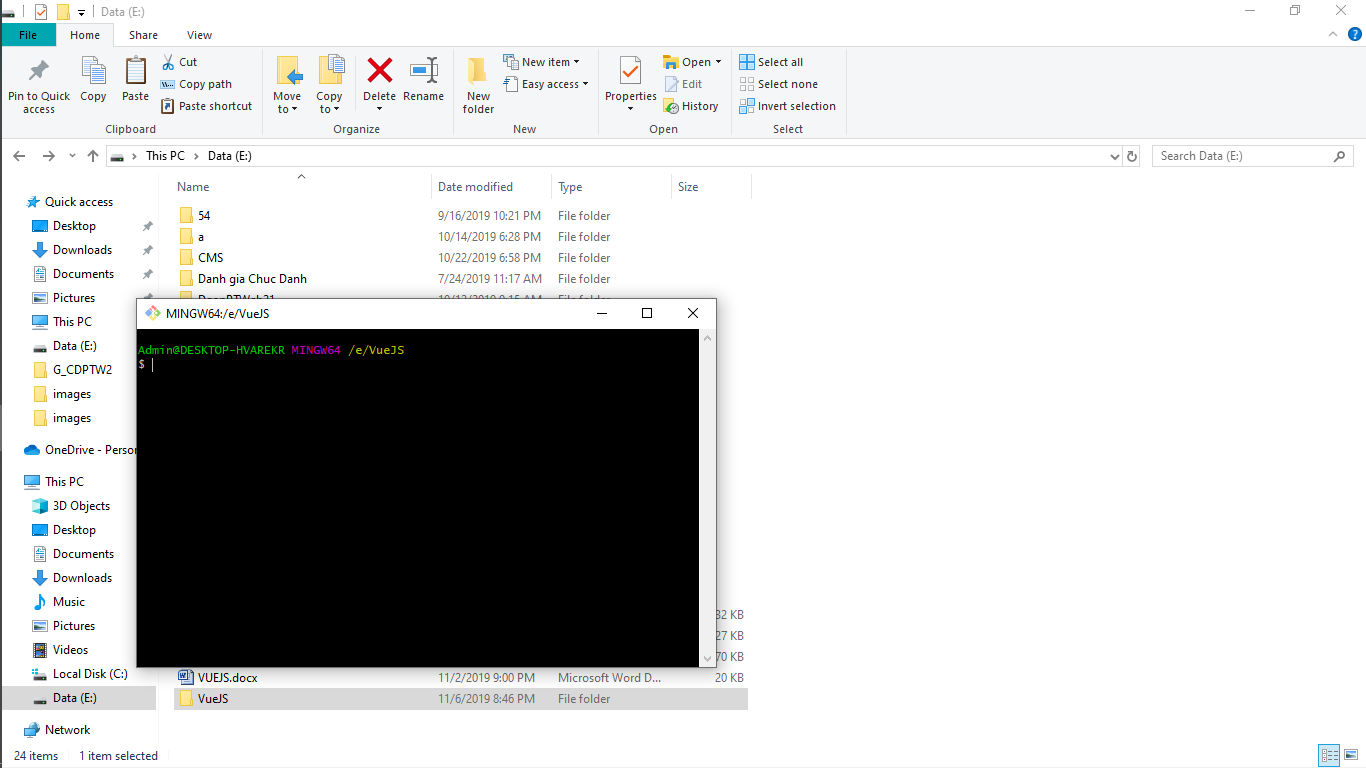 Data (E:)
File Home Share View
Pin to Quick access
Copy
Paste
Cut
Copy path
Paste shortcut
Clipboard
Move to
Copy to
Delete
Rename
Organize
New folder
New item
Easy access
New
Properties
Open
Edit
History
Open
Select all
Select none
Invert selection
Select
This PC > Data (E:)
Search Data (E:)
Name Date modified Type Size
Quick access
Desktop
Downloads
Documents
Pictures
This PC
Data (E:)
G_CDPTW2
images
images
OneDrive - Person
This PC
3D Objects
Desktop
Documents
Downloads
Music
Pictures
Videos
Local Disk (C:)
Data (E:)
Network
54 9/16/2019 10:21 PM File folder
a 10/14/2019 6:28 PM File folder
CMS 10/22/2019 6:58 PM File folder
Danh gia Chuc Danh 7/24/2019 11:17 AM File folder
MINGW64:/e/VueJS
Admin@DESKTOP-HVAREKR MINGW64 /e/VueJS
$
32 KB
27 KB
70 KB
VUEJS.docx 11/2/2019 9:00 PM Microsoft Word D... 20 KB
VueJS 11/6/2019 8:46 PM File folder
24 items 1 item selected